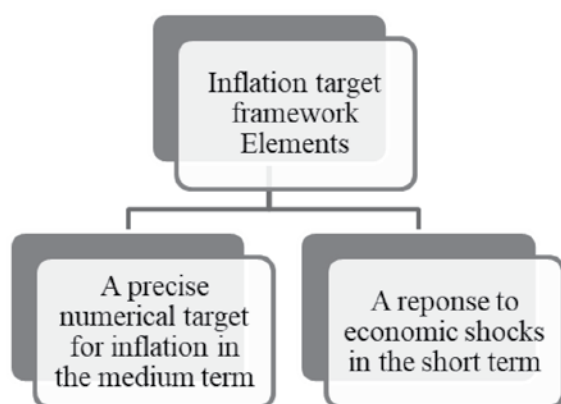 Inflation target
framework
Elements
A precise
numerical target
for inflation in
the medium term
A reponse to
economic shocks
in the short term